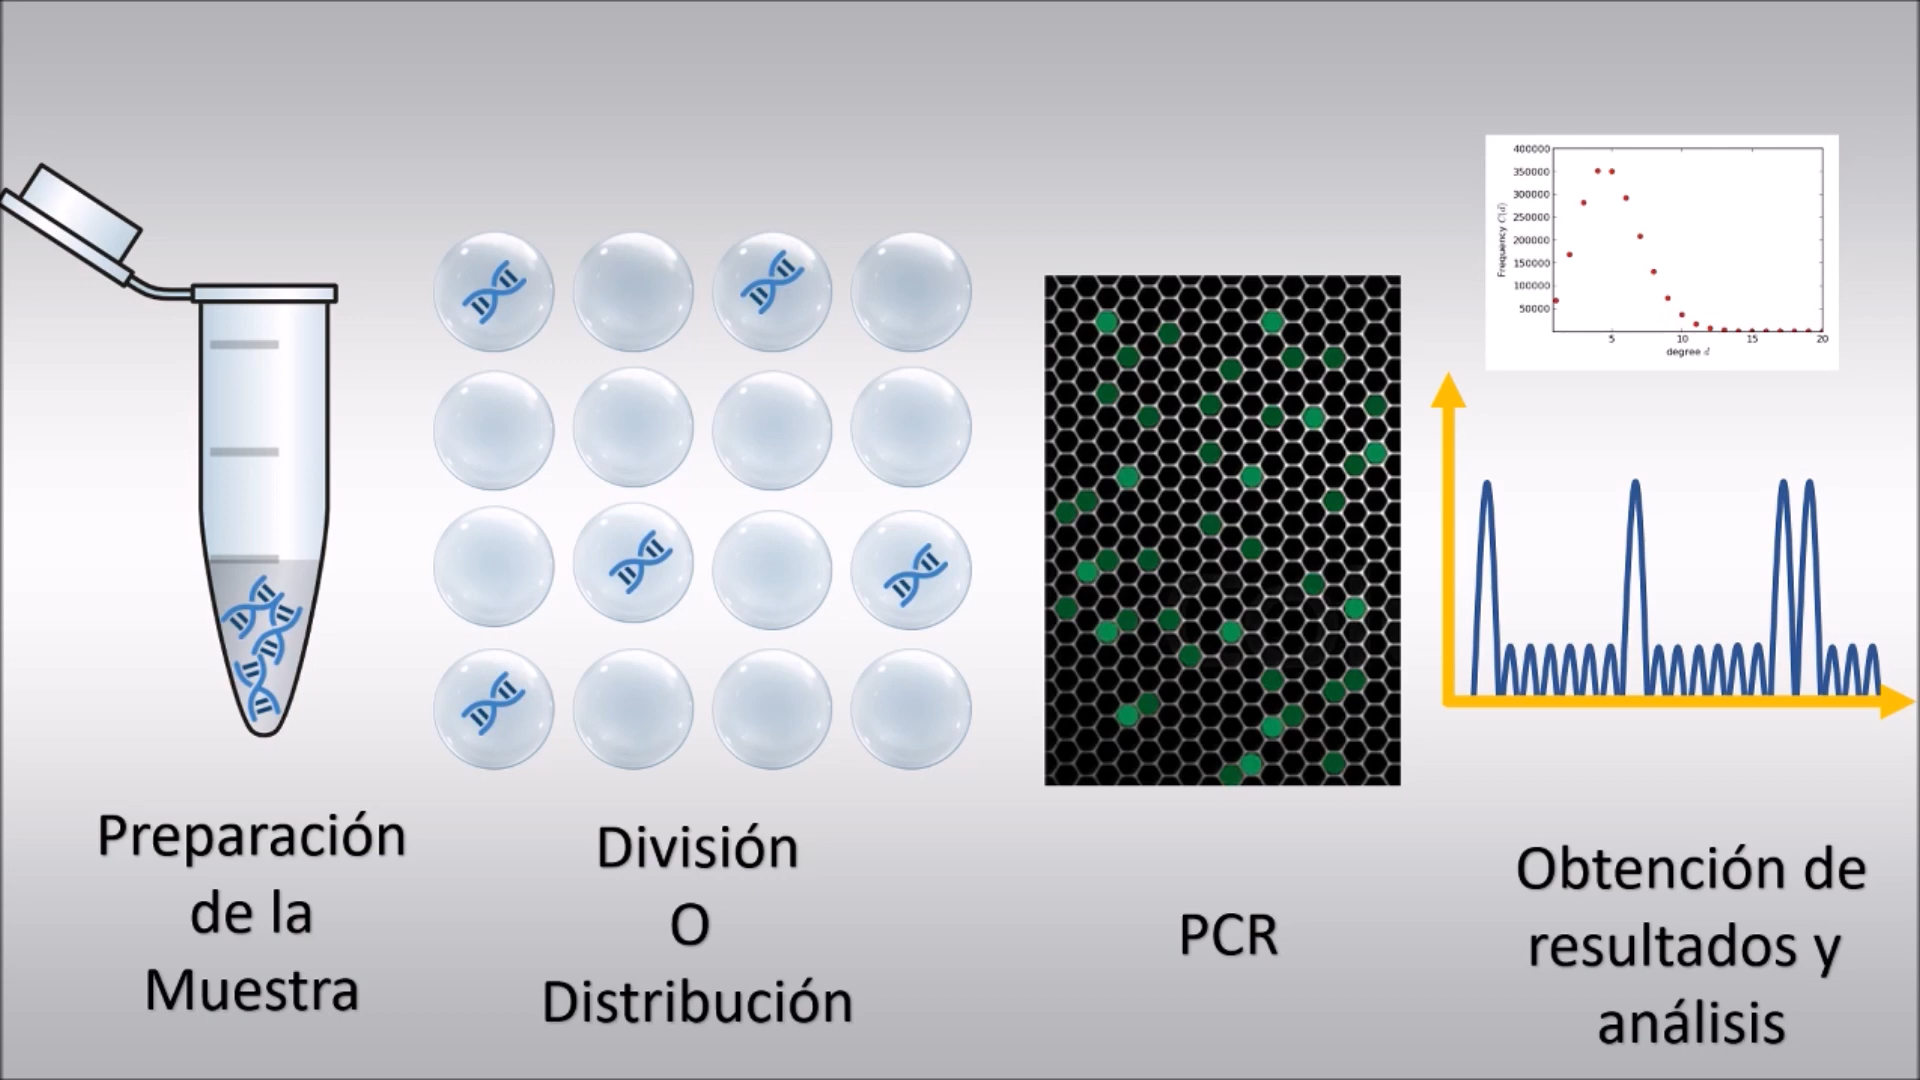 Preparación
de la
Muestra
División
O
Distribución
PCR
Obtención de
resultados y
análisis
400000
350000
300000
250000
200000
150000
100000
50000
Frequency C(d)
5
10
15
20
degree d